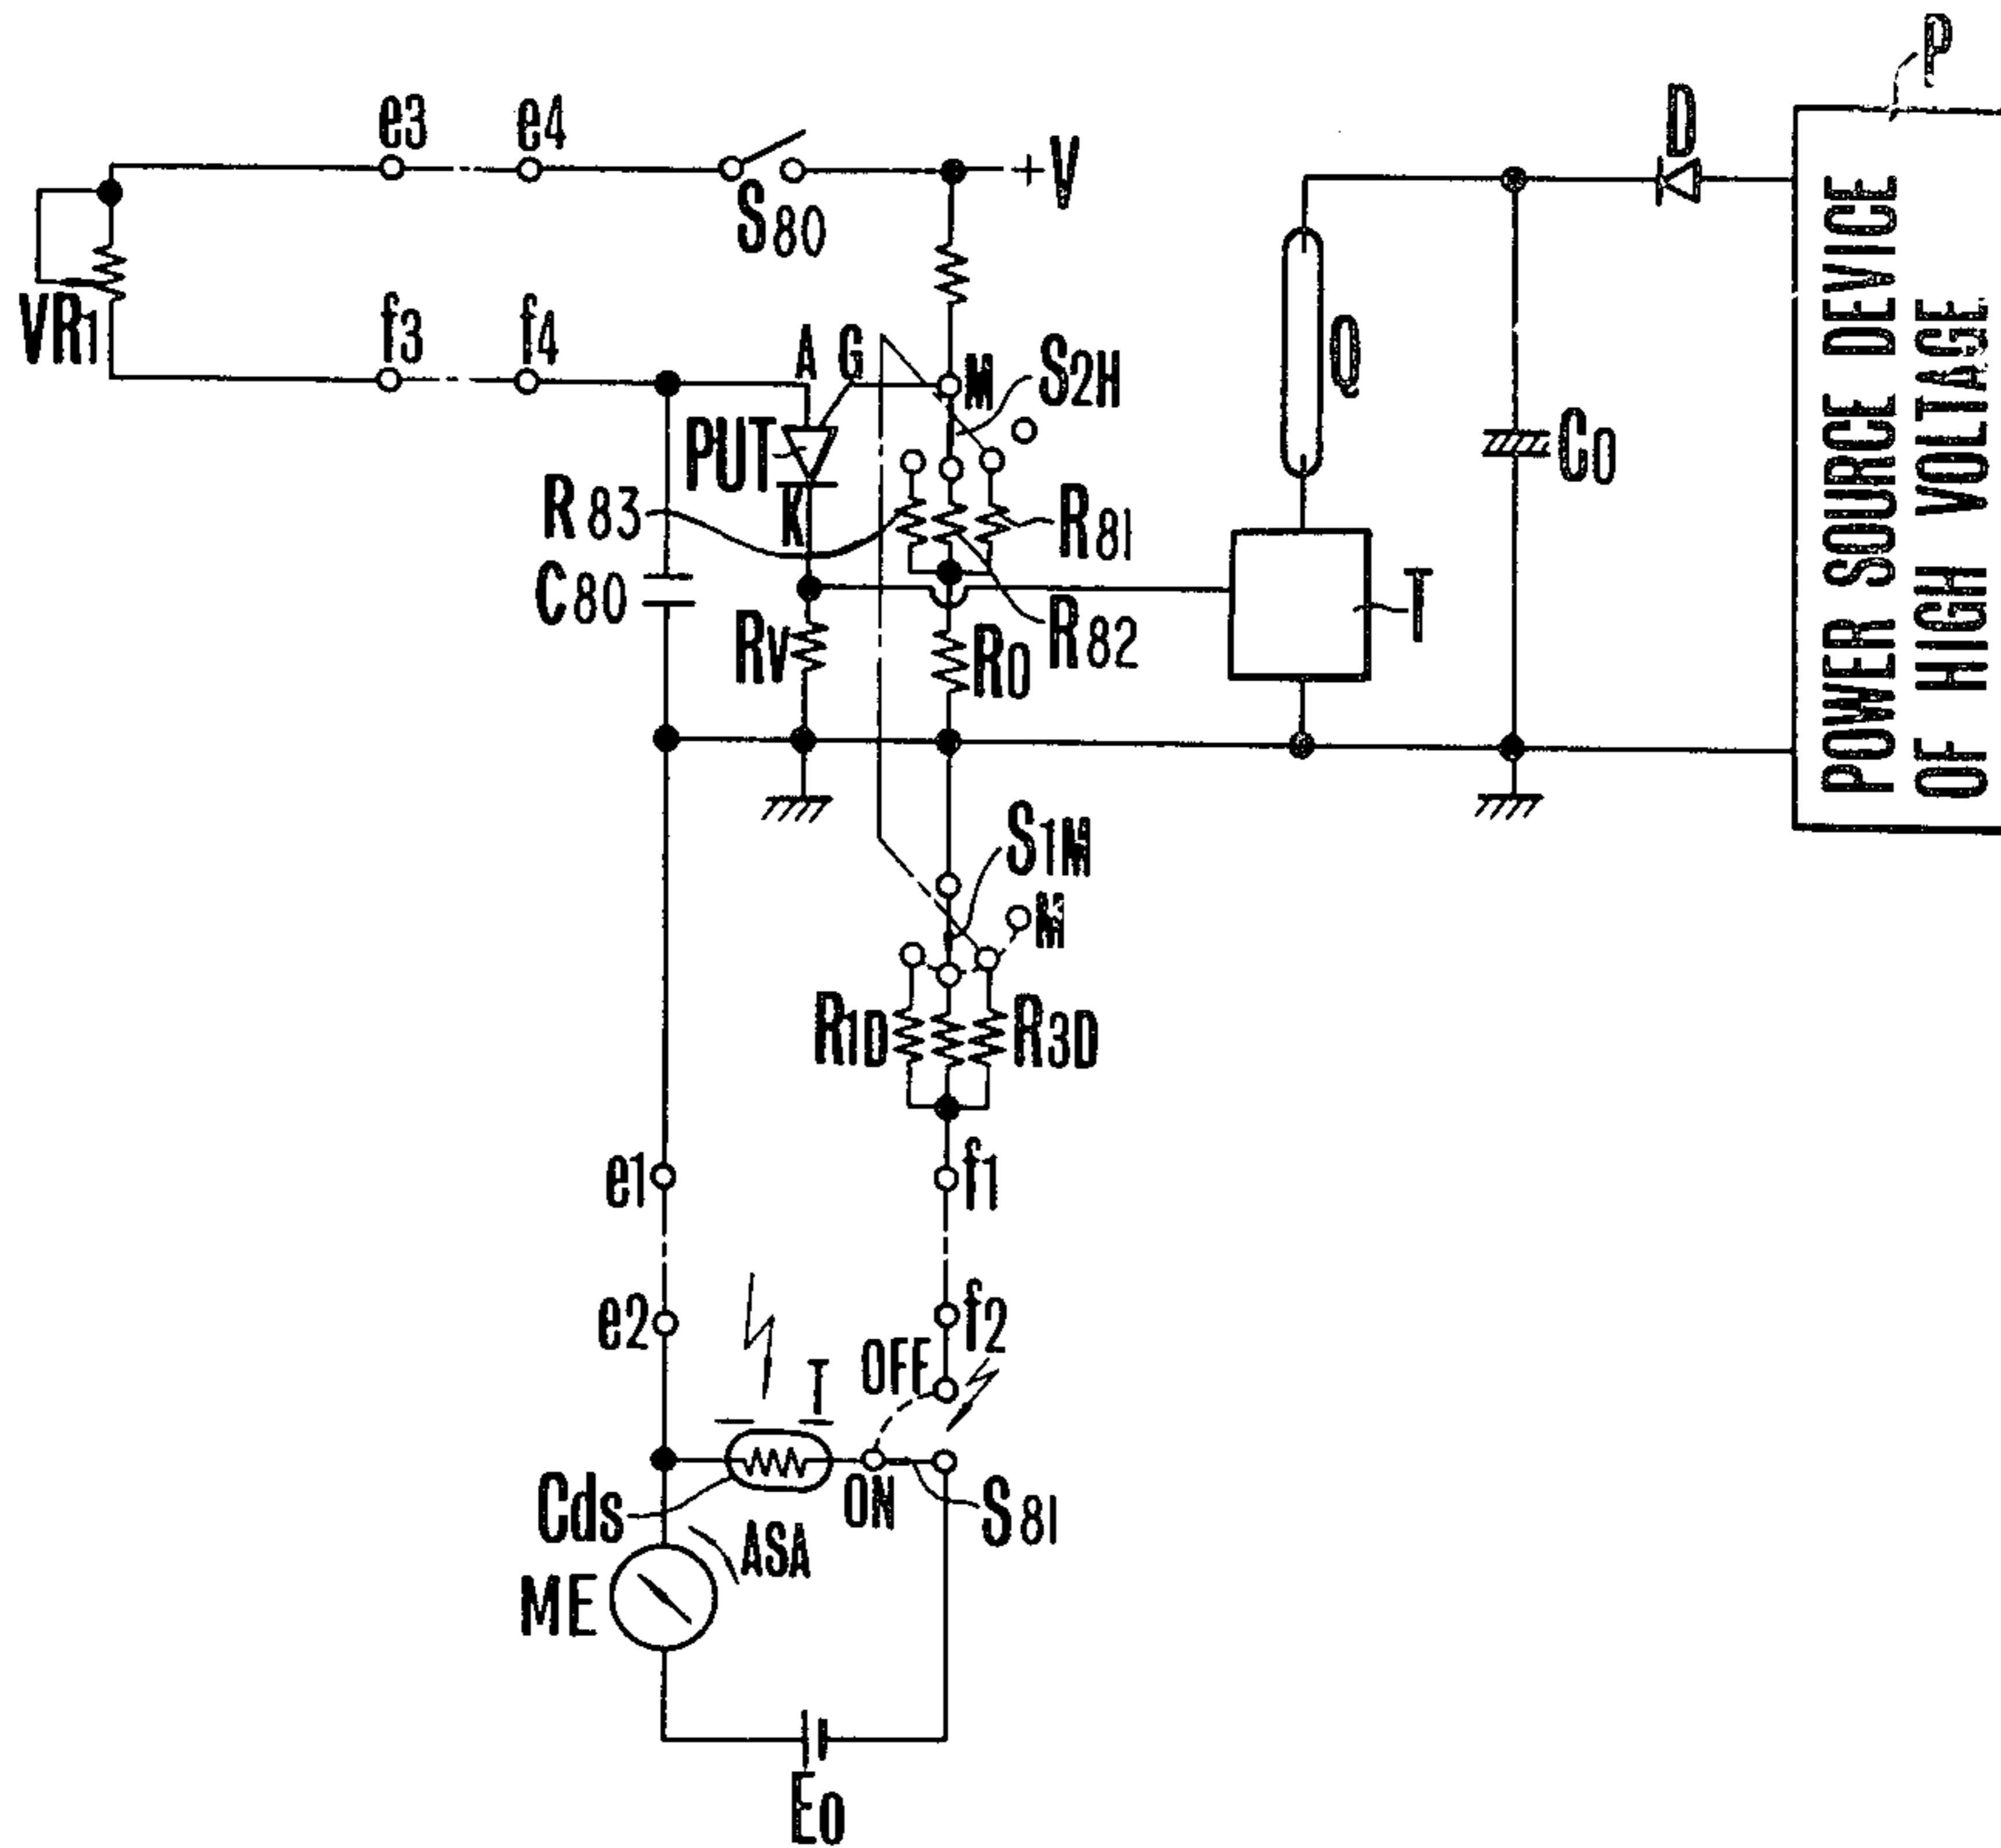 P
D
e3
e4
+V
S80
VR1
f3
f4
A
G
M
S2H
Q
PUT
C0
R83
K
R81
C80
T
RV
R0
R82
POWER SOURCE DEVICE
OF HIGH VOLTAGE
S1M
M
R1D
R3D
e1
f1
e2
f2
OFF
T
Cds
ON
S81
ASA
ME
E0